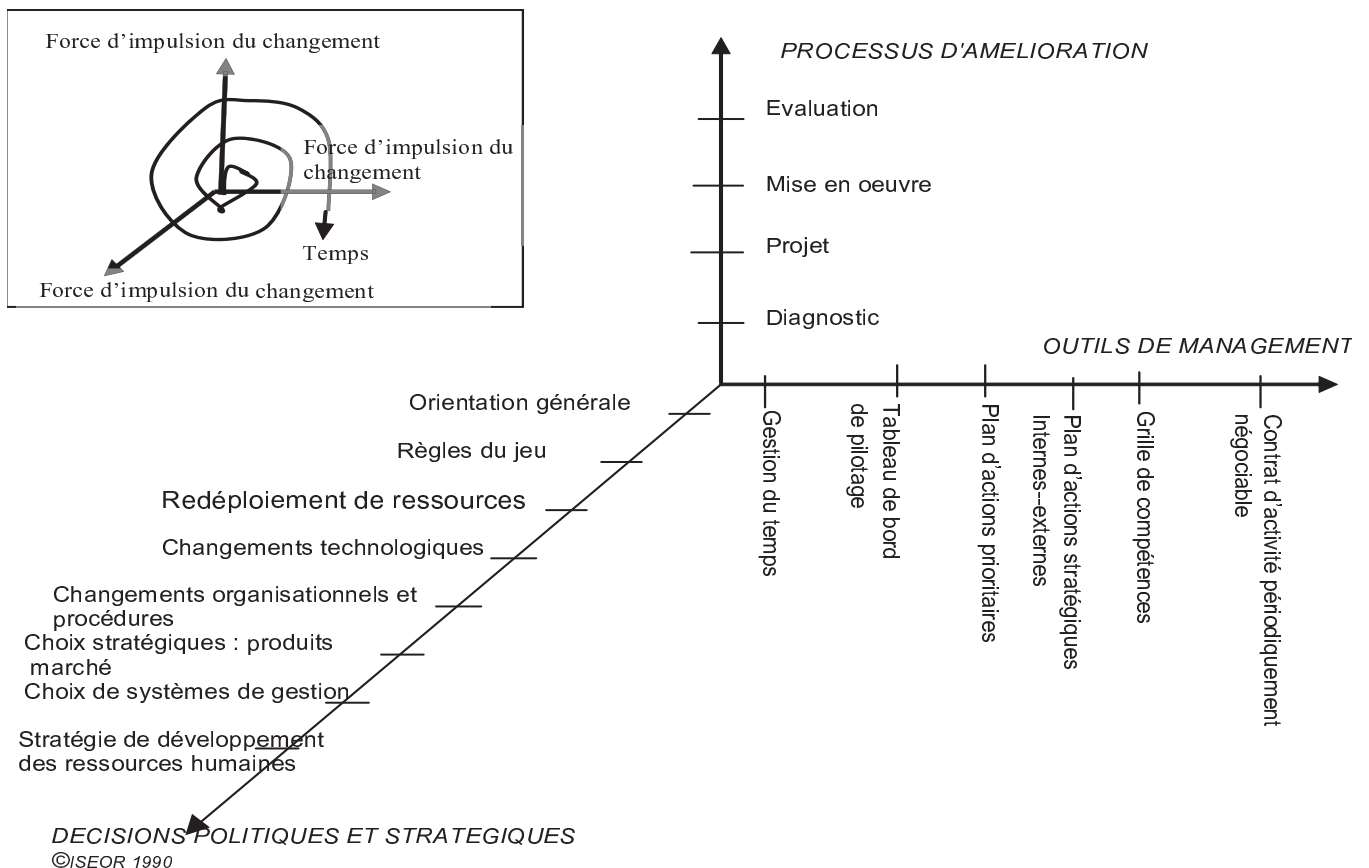 Force d'impulsion du changement
Force d'impulsion du
changement
Temps
Force d'impulsion du changement
PROCESSUS D'AMELIORATION
Evaluation
Mise en oeuvre
Projet
Diagnostic
OUTILS DE MANAGEMENT
Gestion du temps
Tableau de bord
de pilotage
Plan d'actions prioritaires
Plan d'actions stratégiques
Internes--externes
Grille de compétences
Contrat d'activité périodiquement
négociable
Orientation générale
Règles du jeu
Redéploiement de ressources
Changements technologiques
Changements organisationnels et
procédures
Choix stratégiques : produits
marché
Choix de systèmes de gestion
Stratégie de développement
des ressources humaines
DECISIONS POLITIQUES ET STRATEGIQUES
©ISEOR 1990